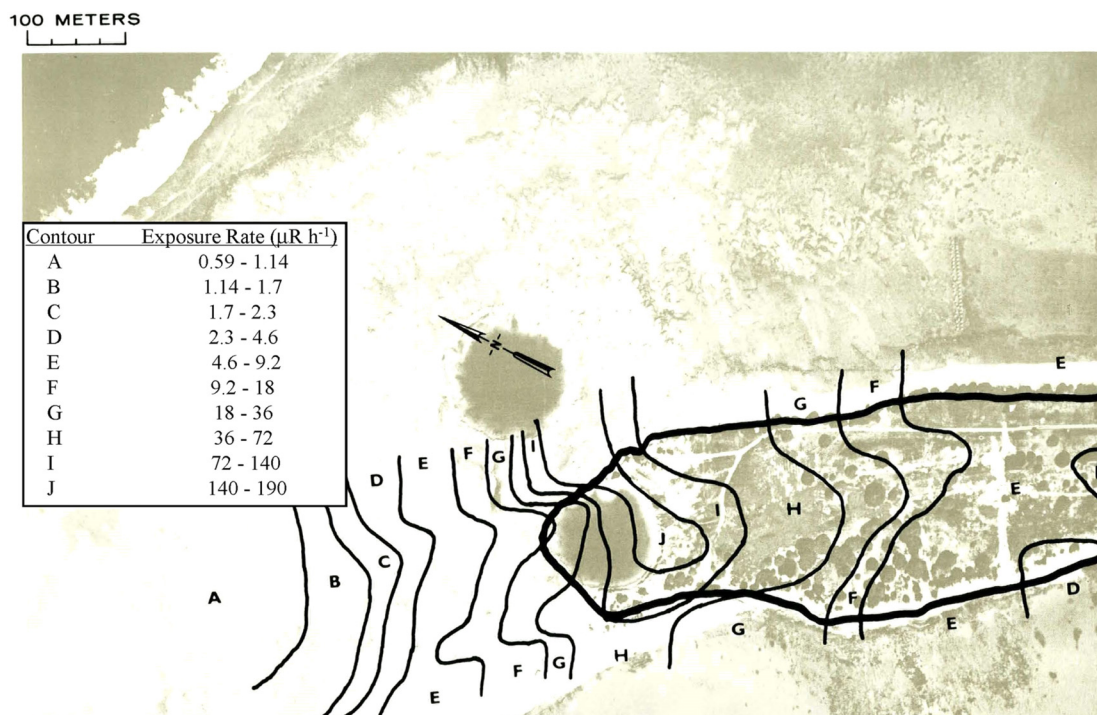 100 METERS
Contour Exposure Rate (μR h⁻¹)
A 0.59 - 1.14
B 1.14 - 1.7
C 1.7 - 2.3
D 2.3 - 4.6
E 4.6 - 9.2
F 9.2 - 18
G 18 - 36
H 36 - 72
I 72 - 140
J 140 - 190
N
E
F
G
I
G
F
E
D
E
I
H
J
C
B
A
F
D
E
G
H
G
F
E